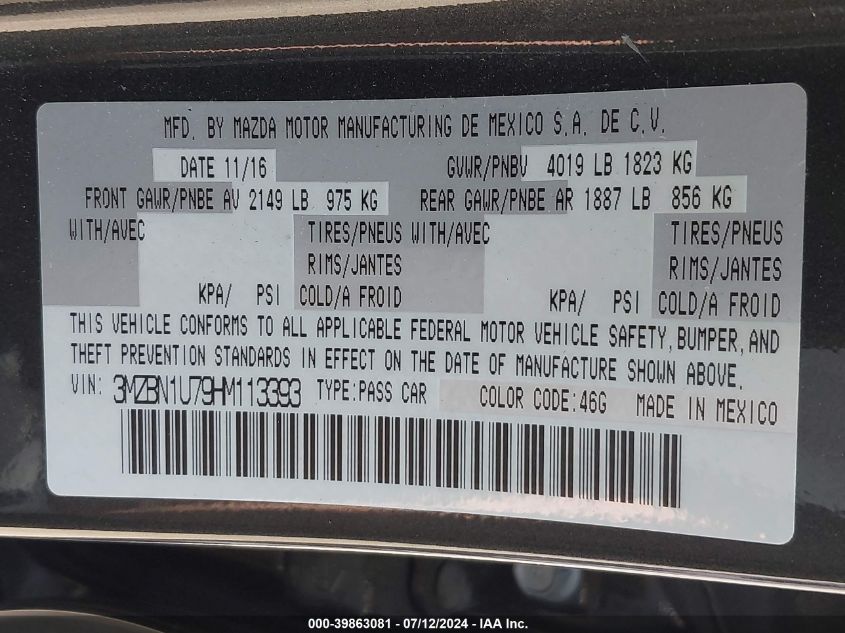 MFD. BY MAZDA MOTOR MANUFACTURING DE MEXICO S.A. DE C.V.
DATE 11/16 GVWR/PNBV 4019 LB 1823 KG
FRONT GAWR/PNBE AV 2149 LB 975 KG REAR GAWR/PNBE AR 1887 LB 856 KG
WITH/AVEC TIRES/PNEUS WITH/AVEC TIRES/PNEUS
RIMS/JANTES RIMS/JANTES
KPA/ PSI COLD/A FROID KPA/ PSI COLD/A FROID
THIS VEHICLE CONFORMS TO ALL APPLICABLE FEDERAL MOTOR VEHICLE SAFETY, BUMPER, AND
THEFT PREVENTION STANDARDS IN EFFECT ON THE DATE OF MANUFACTURE SHOWN ABOVE.
VIN: 3MZBN1U79HM113393 TYPE:PASS CAR COLOR CODE:46G MADE IN MEXICO
000-39863081 - 07/12/2024 - IAA Inc.